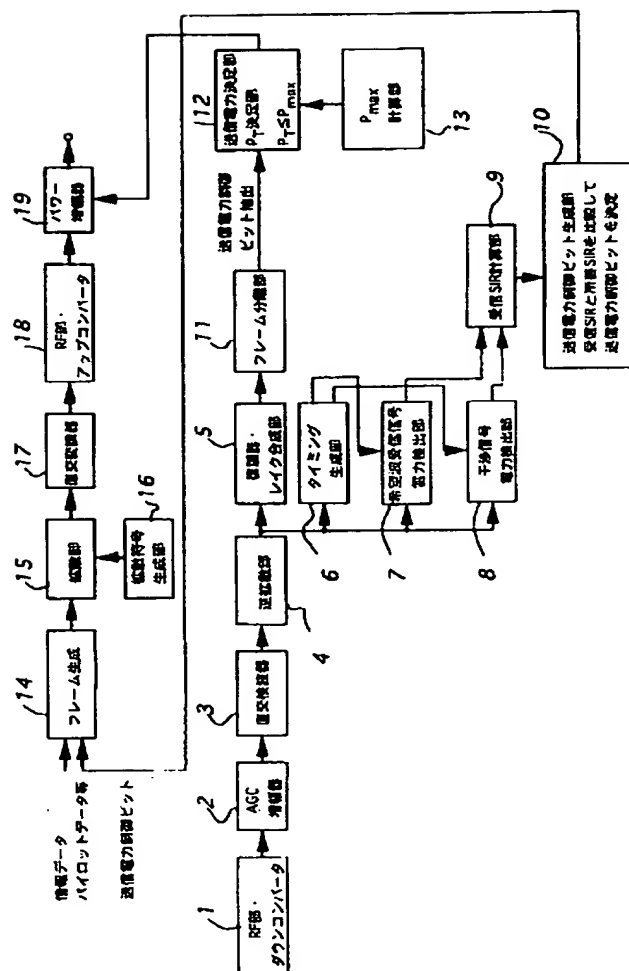 情報データ
パイロットデータ等
送信電力制御ビット
14
フレーム生成
15
拡散部
16
拡散符号
生成部
17
直交変調器
18
RF部・
アップコンバータ
19
パワー
増幅器
1
RF部・
ダウンコンバータ
2
AGC
増幅器
3
直交検波器
4
逆拡散部
5
復調器・
レイク合成部
6
タイミング
生成部
7
希望波受信信号
電力検出部
8
干渉信号
電力検出部
9
受信SIR計算部
10
送信電力制御ビット生成部
受信SIRと所要SIRを比較して
送信電力制御ビットを決定
11
フレーム分離部
送信電力制御
ビット抽出
12
送信電力決定部
PT決定部
PT≦Pmax
13
Pmax
計算部